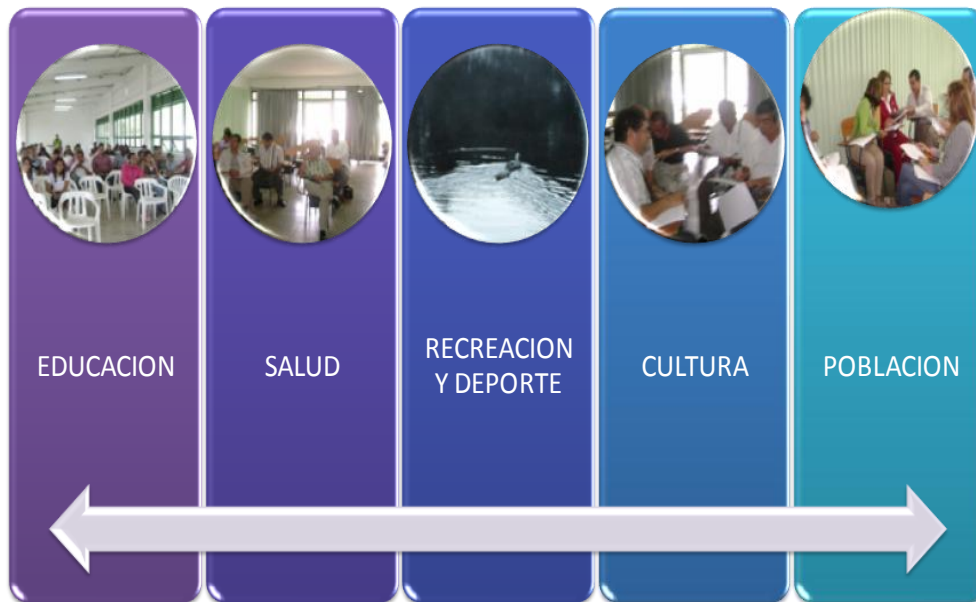 EDUCACION
SALUD
RECREACION
Y DEPORTE
CULTURA
POBLACION